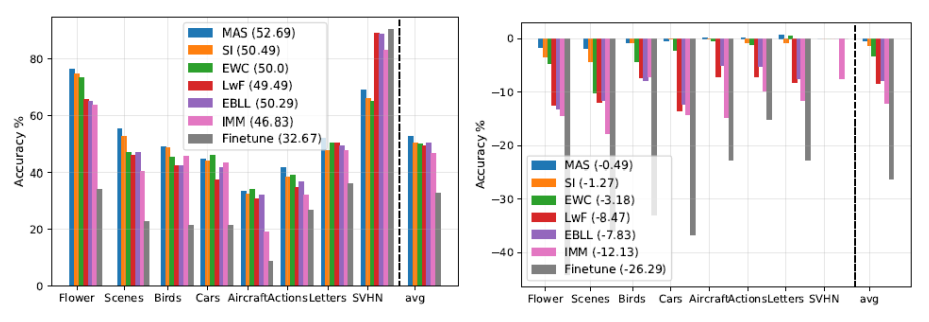 Accuracy %
80
60
40
20
0
MAS (52.69)
SI (50.49)
EWC (50.0)
LwF (49.49)
EBLL (50.29)
IMM (46.83)
Finetune (32.67)
Flower Scenes Birds Cars Aircraft Actions Letters SVHN avg
Accuracy %
0
−10
−20
−30
−40
MAS (-0.49)
SI (-1.27)
EWC (-3.18)
LwF (-8.47)
EBLL (-7.83)
IMM (-12.13)
Finetune (-26.29)
Flower Scenes Birds Cars Aircraft Actions Letters SVHN avg